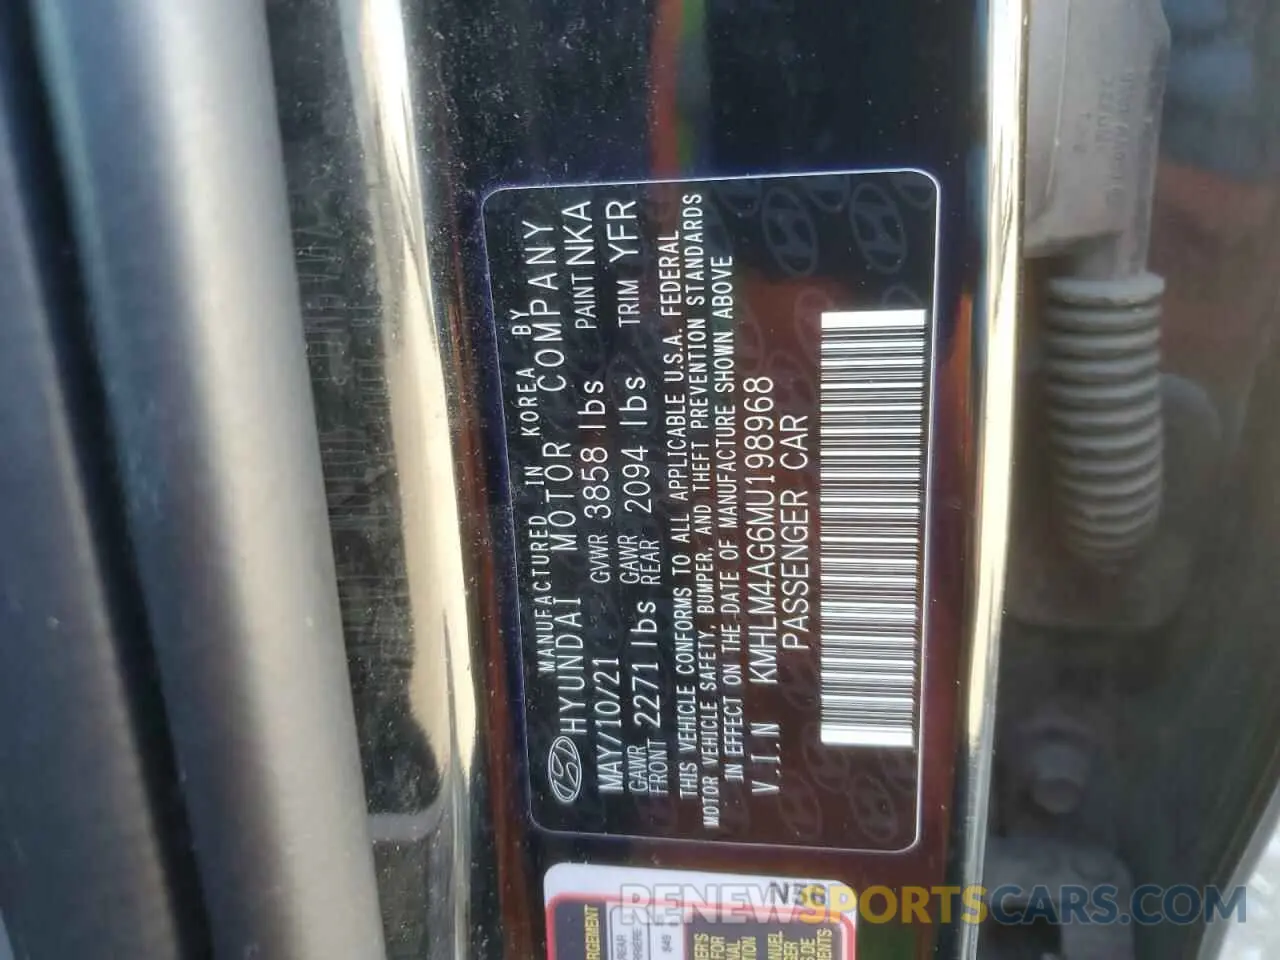 MANUFACTURED IN KOREA BY
HYUNDAI MOTOR COMPANY
MAY/10/21 GVWR 3858 lbs PAINT NKA
GAWR FRONT 2271 lbs GAWR REAR 2094 lbs TRIM YFR
THIS VEHICLE CONFORMS TO ALL APPLICABLE U.S.A. FEDERAL
MOTOR VEHICLE SAFETY, BUMPER, AND THEFT PREVENTION STANDARDS
IN EFFECT ON THE DATE OF MANUFACTURE SHOWN ABOVE
V.I.N KMHLM4AG6MU198968
PASSENGER CAR
N56
RENEWSPORTSCARS.COM